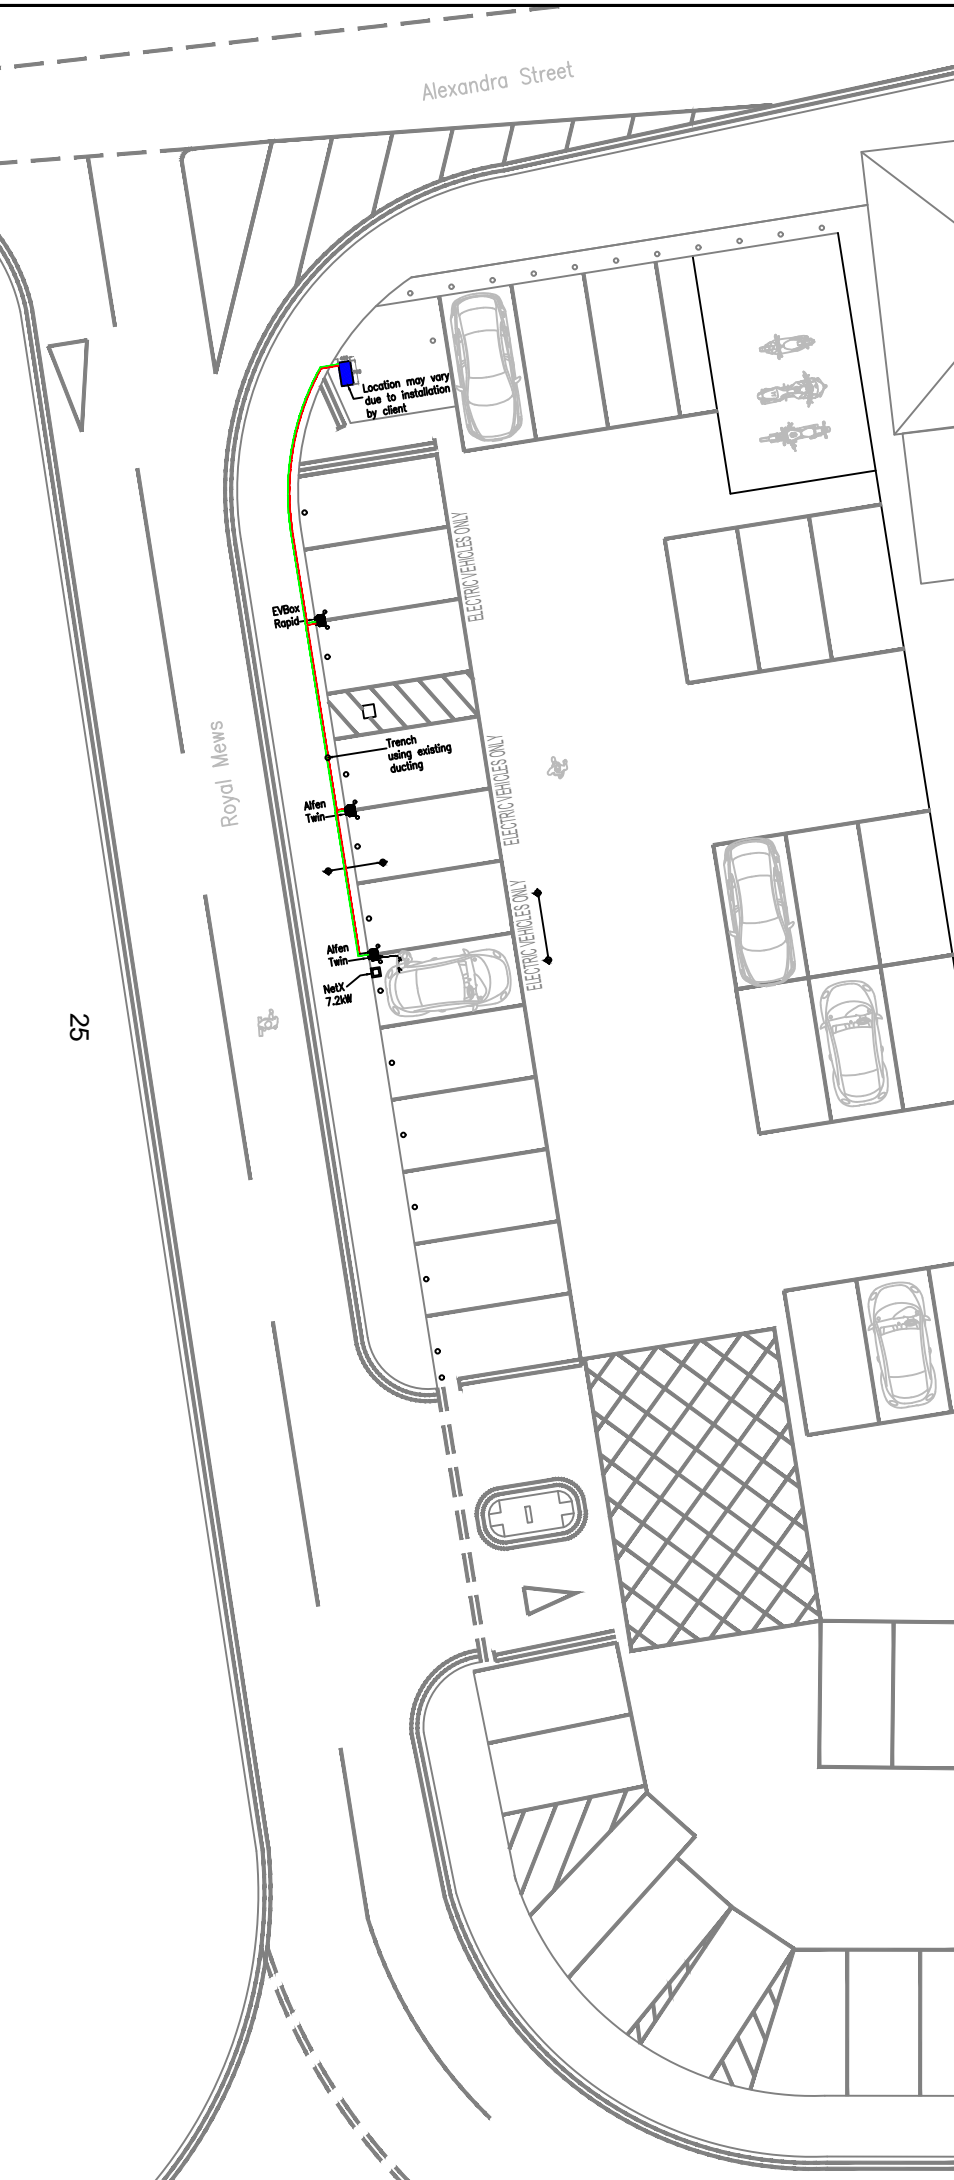 Alexandra Street
Location may vary
due to installation
by client
ELECTRIC VEHICLES ONLY
EVBox
Rapid
Royal Mews
Trench
using existing
ducting
ELECTRIC VEHICLES ONLY
Alfen
Twin
ELECTRIC VEHICLES ONLY
Alfen
Twin
NetX
7.2kW
25